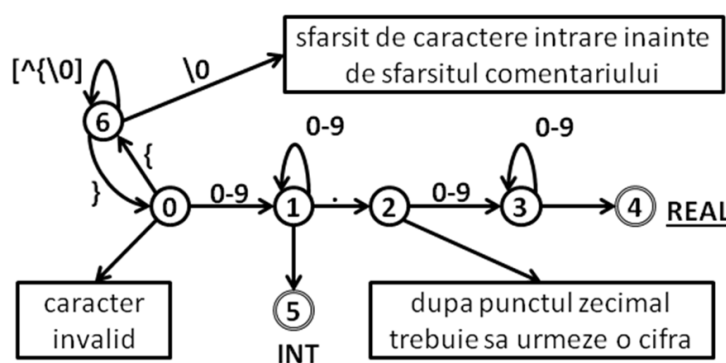 sfarsit de caractere intrare inainte
de sfarsitul comentariului
[^{\0]
\0
6
0-9
0-9
{
}
0
0-9
1
.
2
0-9
3
4
REAL
caracter
invalid
5
INT
dupa punctul zecimal
trebuie sa urmeze o cifra